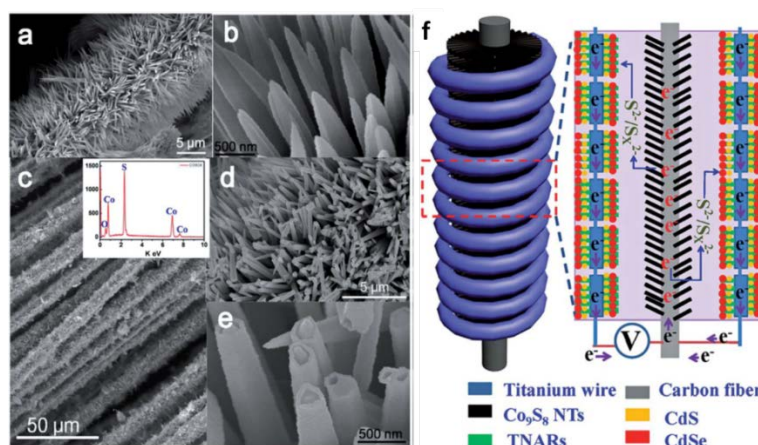 a
5 μm
b
500 nm
c
1500
1000
500
0
0 2 4 6 8 10
K eV
O
Co
S
Co
Co
50 μm
d
5 μm
e
500 nm
f
e⁻ e⁻
e⁻ e⁻ e⁻
e⁻ e⁻ e⁻
e⁻ e⁻ e⁻
e⁻ e⁻ e⁻
e⁻ e⁻ e⁻
S²⁻/Sₓ²⁻
S²⁻/Sₓ²⁻
V
e⁻
e⁻ e⁻ e⁻
Titanium wire
Carbon fiber
Co₉S₈ NTs
CdS
TNARs
CdSe